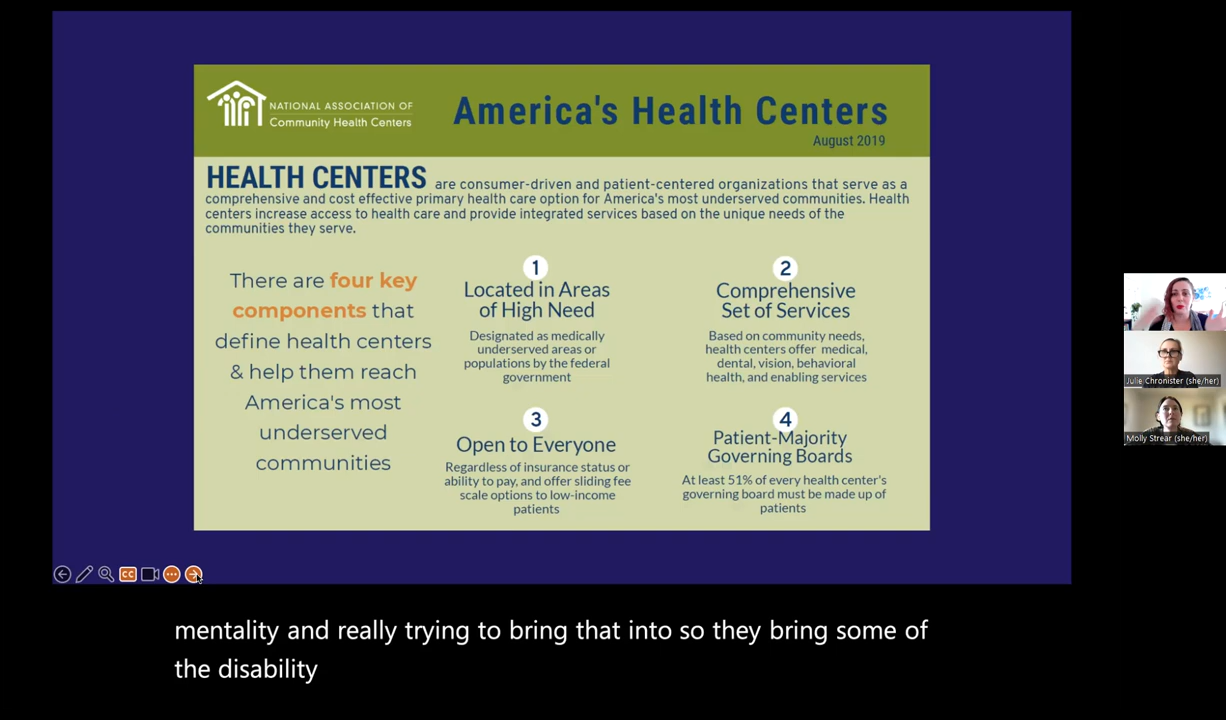 NATIONAL ASSOCIATION OF
Community Health Centers
America's Health Centers
August 2019
HEALTH CENTERS are consumer-driven and patient-centered organizations that serve as a
comprehensive and cost effective primary health care option for America's most underserved communities. Health
centers increase access to health care and provide integrated services based on the unique needs of the
communities they serve.
There are four key
components that
define health centers
& help them reach
America's most
underserved
communities
1
Located in Areas
of High Need
Designated as medically
underserved areas or
populations by the federal
government
2
Comprehensive
Set of Services
Based on community needs,
health centers offer medical,
dental, vision, behavioral
health, and enabling services
3
Open to Everyone
Regardless of insurance status or
ability to pay, and offer sliding fee
scale options to low-income
patients
4
Patient-Majority
Governing Boards
At least 51% of every health center's
governing board must be made up of
patients
CC
Julie Chronister (she/her)
Molly Strear (she/her)
mentality and really trying to bring that into so they bring some of
the disability